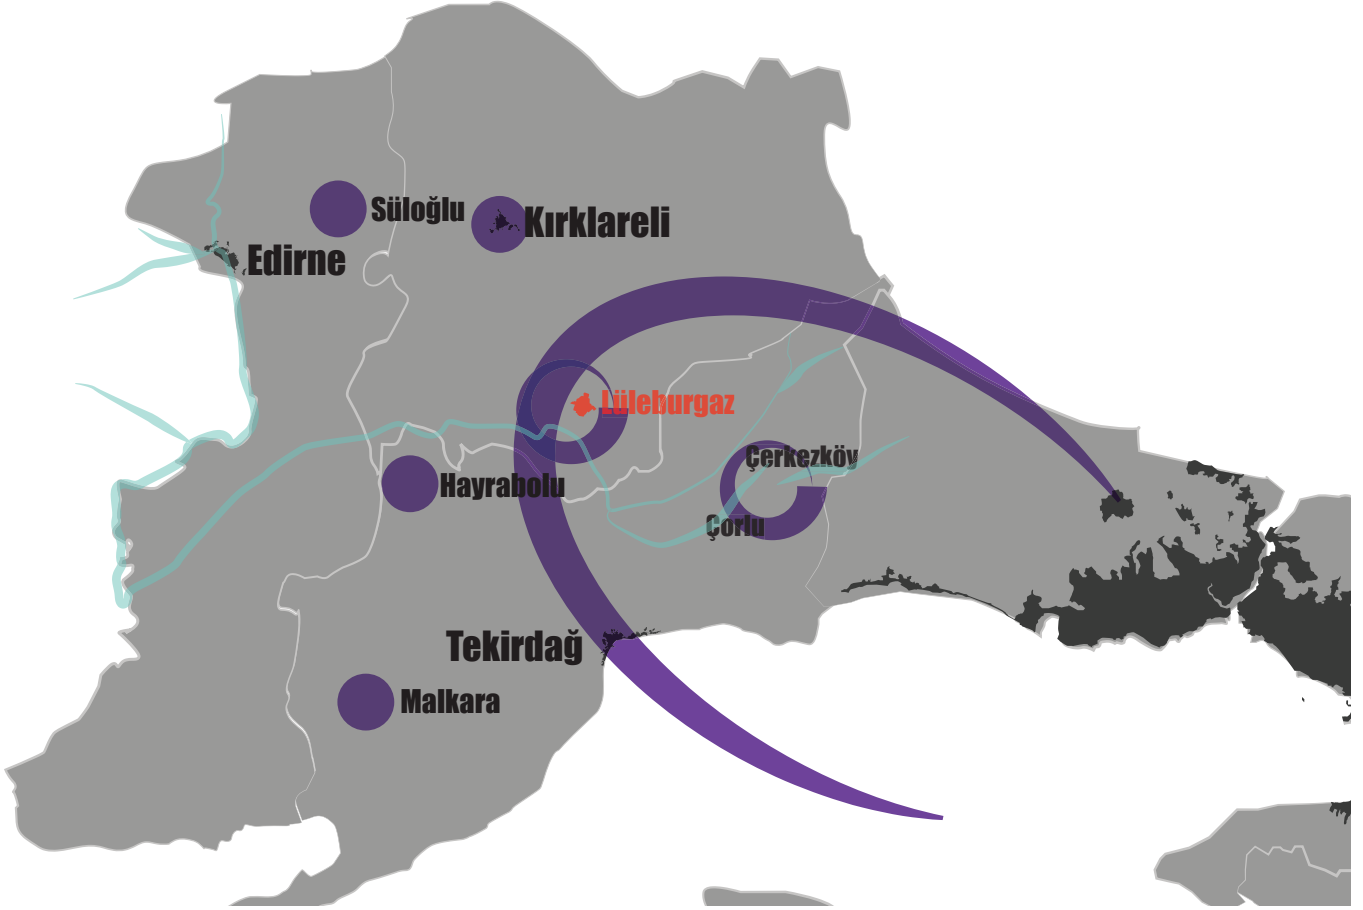 Süloğlu
Kırklareli
Edirne
Lüleburgaz
Çerkezköy
Hayrabolu
Çorlu
Tekirdağ
Malkara